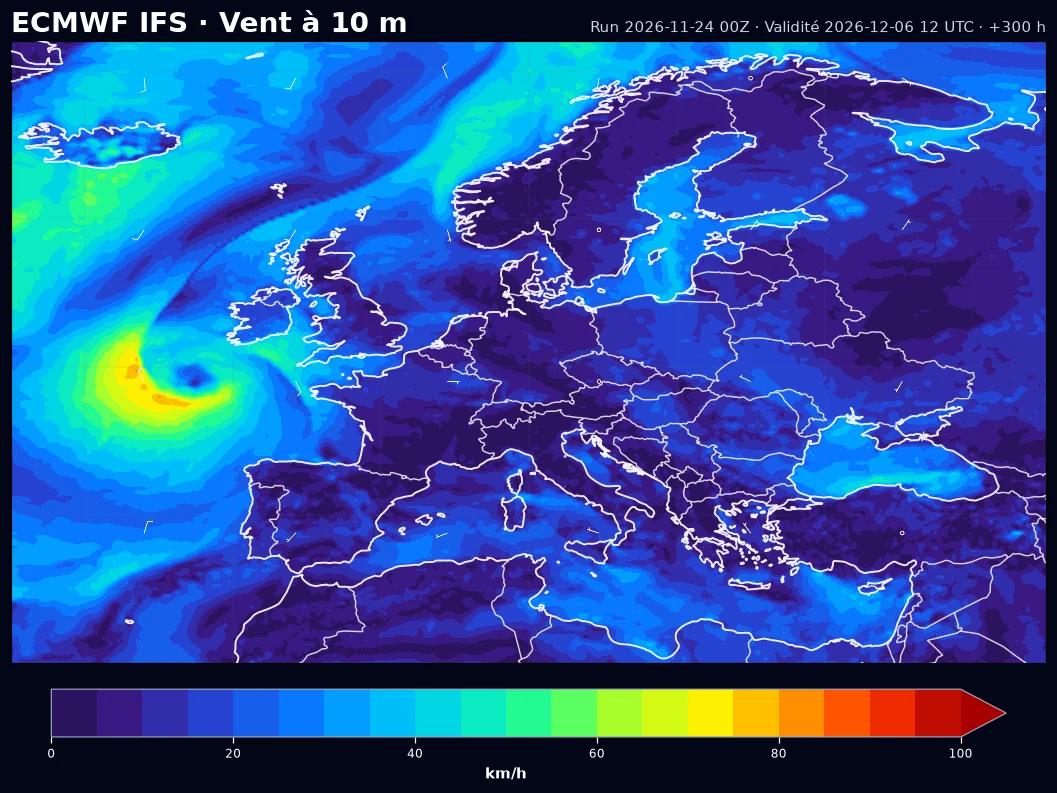 ECMWF IFS · Vent à 10 m
Run 2026-11-24 00Z · Validité 2026-12-06 12 UTC · +300 h
0 20 40 60 80 100
km/h